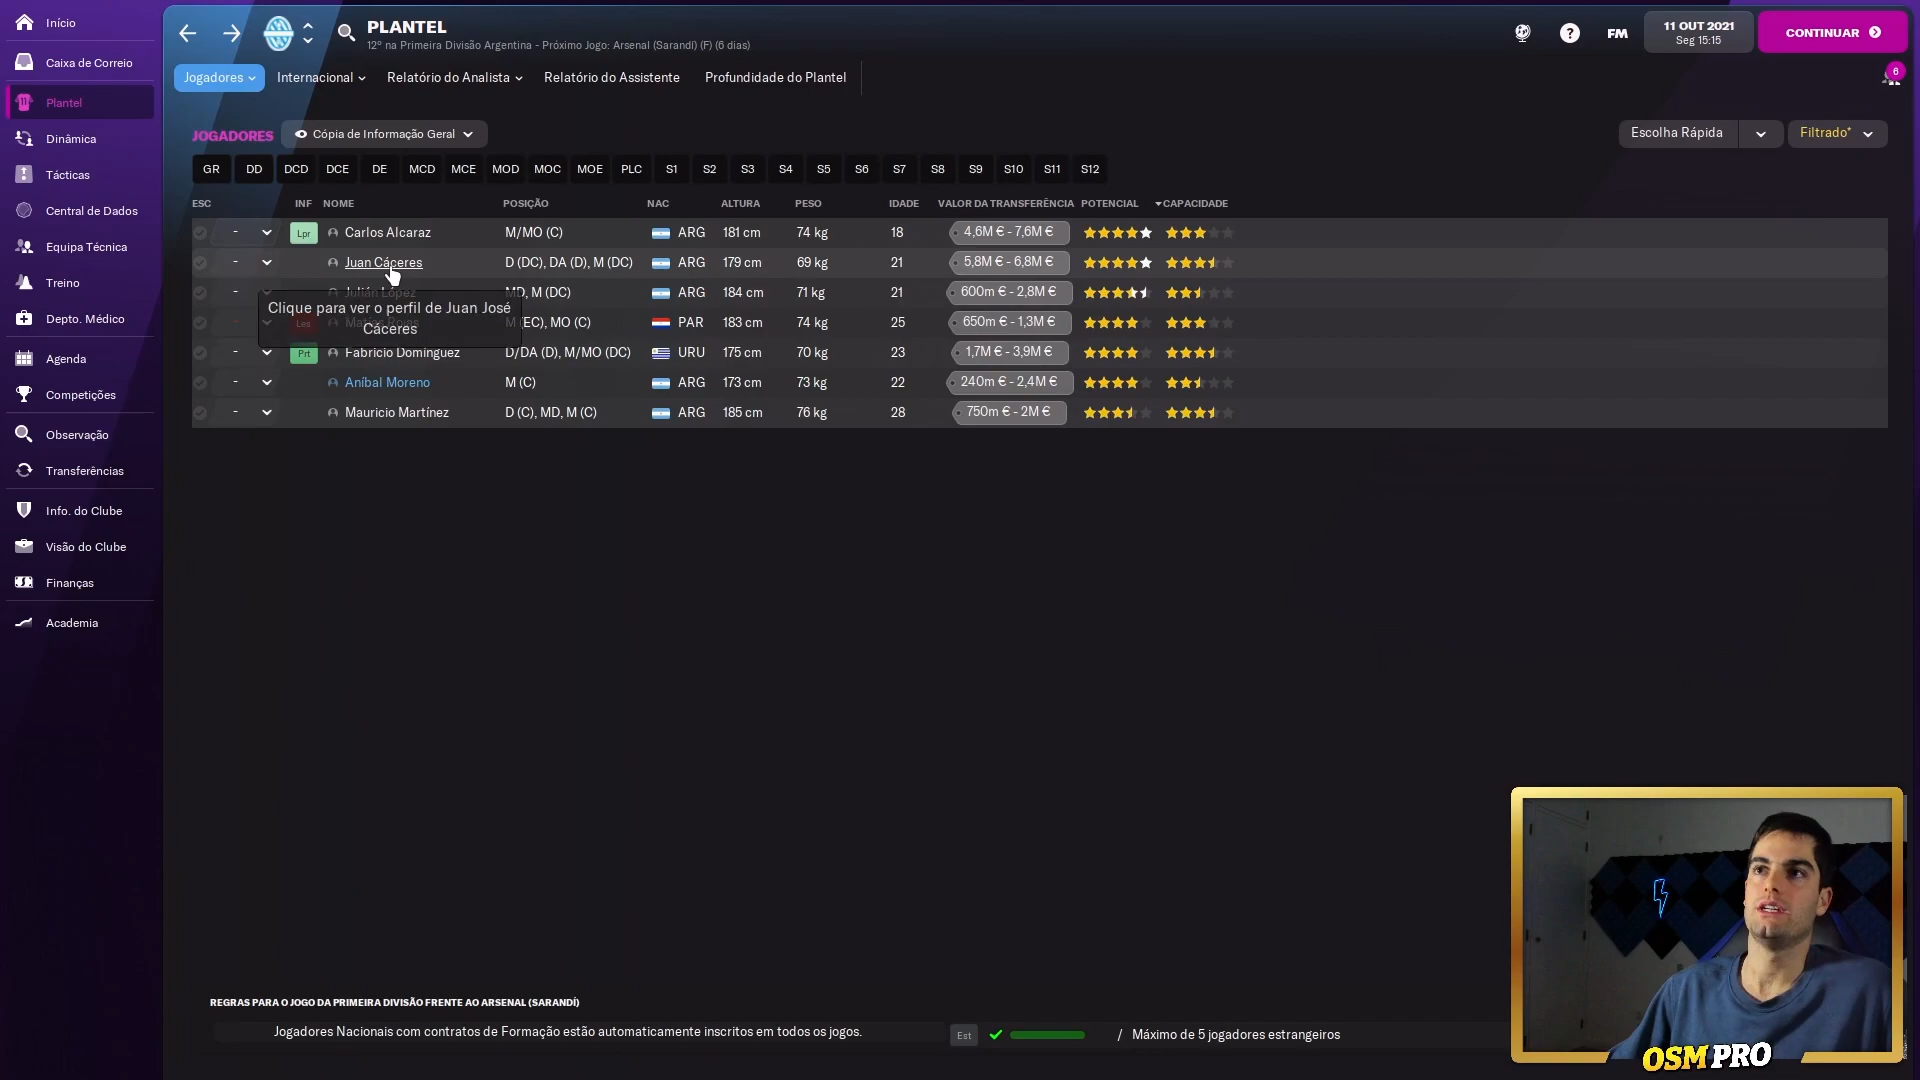 Início
Caixa de Correio
Plantel
Dinâmica
Tácticas
Central de Dados
Equipa Técnica
Treino
Depto. Médico
Agenda
Competições
Observação
Transferências
Info. do Clube
Visão do Clube
Finanças
Academia
PLANTEL
12º na Primeira Divisão Argentina - Próximo Jogo: Arsenal (Sarandí) (F) (6 dias)
FM
11 OUT 2021
Seg 15:15
CONTINUAR
Jogadores Internacional Relatório do Analista Relatório do Assistente Profundidade do Plantel
6
JOGADORES Cópia de Informação Geral Escolha Rápida Filtrado*
GR DD DCD DCE DE MCD MCE MOD MOC MOE PLC S1 S2 S3 S4 S5 S6 S7 S8 S9 S10 S11 S12
ESC INF NOME POSIÇÃO NAC ALTURA PESO IDADE VALOR DA TRANSFERÊNCIA POTENCIAL CAPACIDADE
- Lpr Carlos Alcaraz M/MO (C) ARG 181 cm 74 kg 18 4,6M € - 7,6M €
- Juan Cáceres D (DC), DA (D), M (DC) ARG 179 cm 69 kg 21 5,8M € - 6,8M €
- Julián López MD, M (DC) ARG 184 cm 71 kg 21 600m € - 2,8M €
Clique para ver o perfil de Juan José
Cáceres
- Les M (EC), MO (C) PAR 183 cm 74 kg 25 650m € - 1,3M €
- Prt Fabricio Domínguez D/DA (D), M/MO (DC) URU 175 cm 70 kg 23 1,7M € - 3,9M €
- Aníbal Moreno M (C) ARG 173 cm 73 kg 22 240m € - 2,4M €
- Mauricio Martínez D (C), MD, M (C) ARG 185 cm 76 kg 28 750m € - 2M €
REGRAS PARA O JOGO DA PRIMEIRA DIVISÃO FRENTE AO ARSENAL (SARANDÍ)
Jogadores Nacionais com contratos de Formação estão automaticamente inscritos em todos os jogos. Est / Máximo de 5 jogadores estrangeiros
OSM PRO